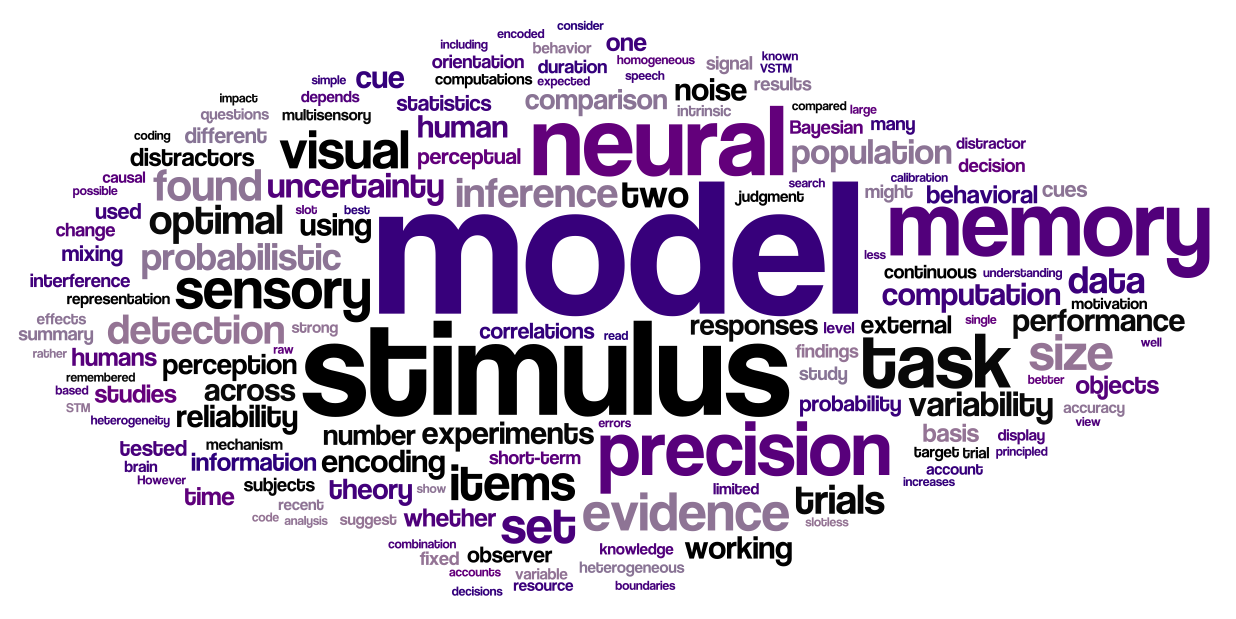 consider
encoded
including
behavior
one
orientation
duration
homogeneous
signal
known
VSTM
simple
cue
computations
expected
speech
results
noise
impact
depends
statistics
comparison
intrinsic
compared
large
questions
multisensory
human
neural
Bayesian
many
coding
different
visual
perceptual
population
distractor
distractors
decision
causal
found
uncertainty
inference
two
judgment
search
might
calibration
behavioral
cues
possible
used
optimal
slot
best
using
model
memory
change
mixing
probabilistic
less
continuous
understanding
data
interference
representation
sensory
computation
motivation
effects
summary
detection
strong
correlations
read
responses
level
external
single
performance
rather
humans
perception
raw
stimulus
findings
study
task
size
well
remembered
based
studies
across
better
objects
STM
heterogeneity
reliability
probability
variability
accuracy
view
number
experiments
errors
precision
basis
display
tested
mechanism
target
trial
principled
brain
information
encoding
short-term
account
However
time
subjects
theory
show
items
limited
trials
increases
recent
code
analysis
suggest
whether
set
evidence
slotless
combination
fixed
observer
knowledge
working
accounts
variable
heterogeneous
decisions
resource
boundaries